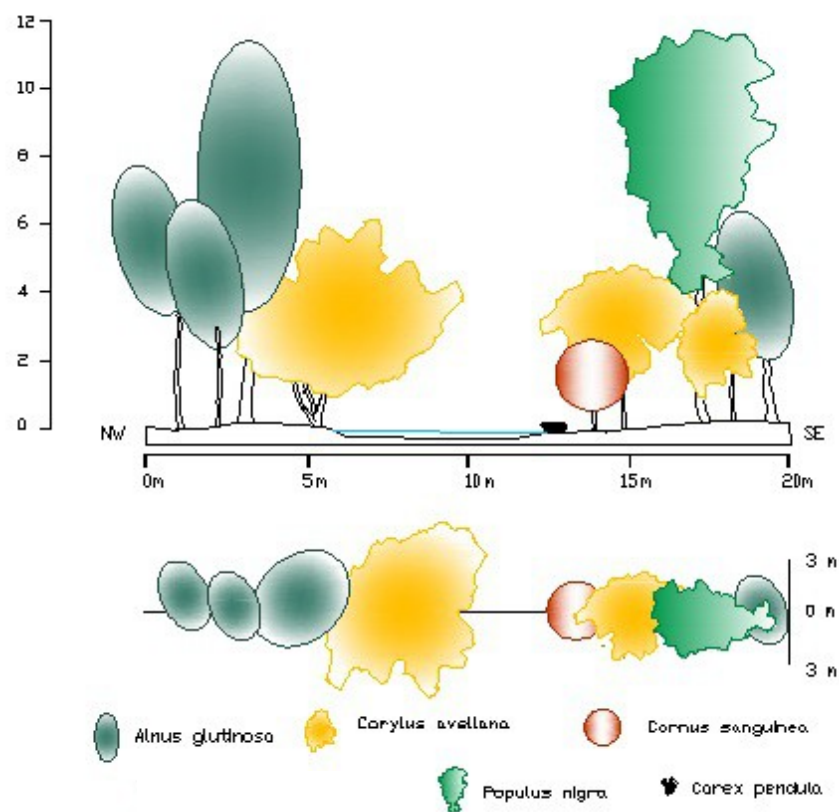 12
10
8
6
4
2
0
NW
SE
0m 5m 10m 15m 20m
3 m
0 m
3 m
Alnus glutinosa
Corylus avellana
Cornus sanguinea
Populus nigra
Carex pendula